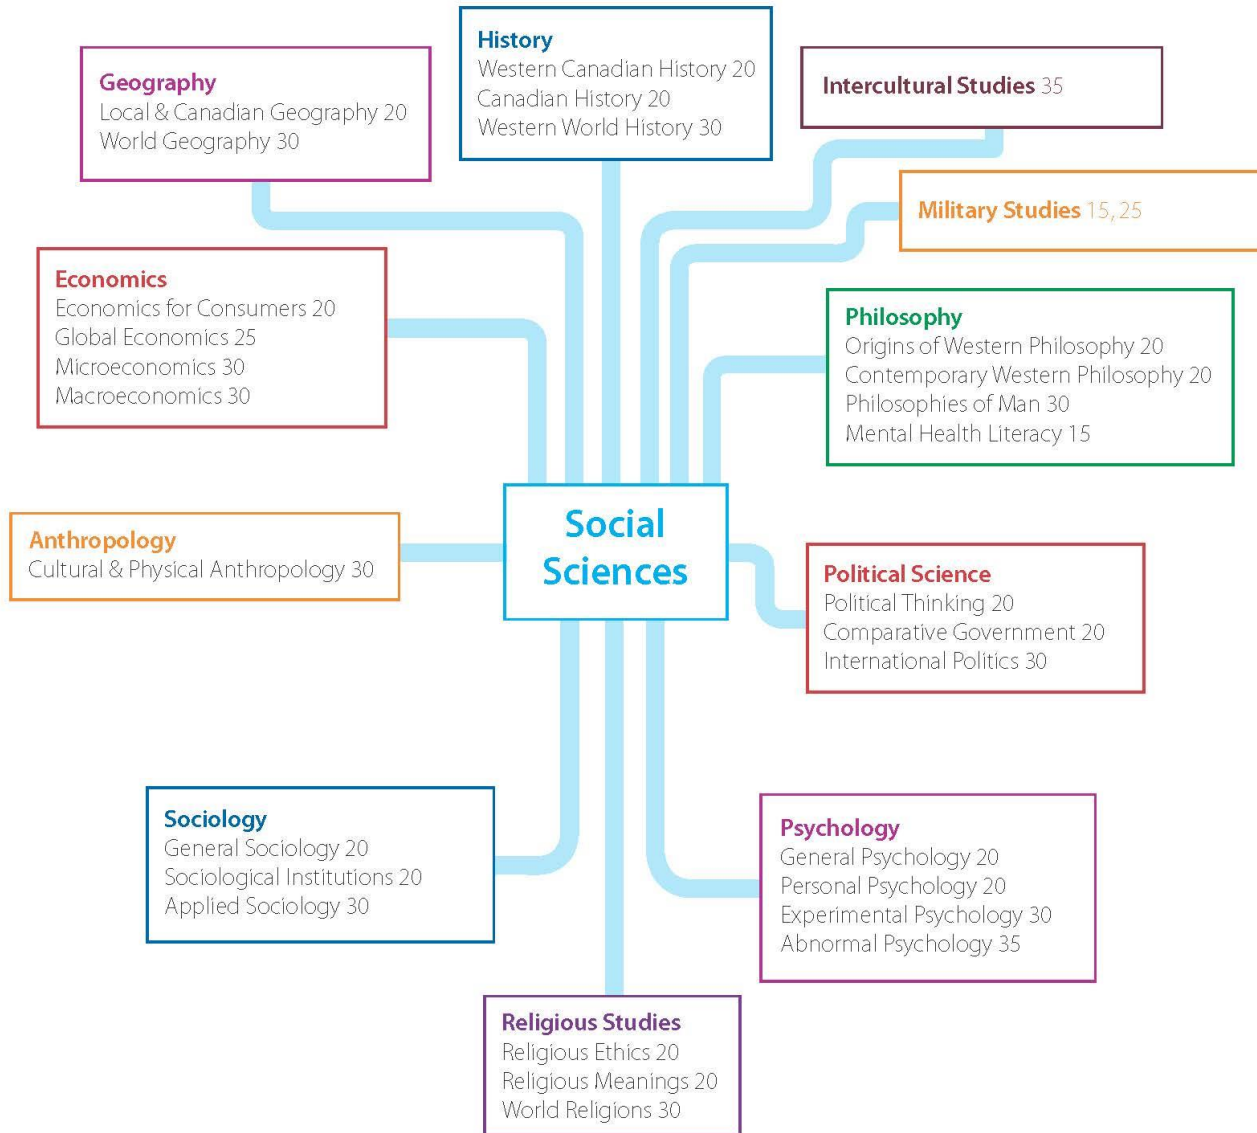 History
Western Canadian History 20
Canadian History 20
Western World History 30
Geography
Local & Canadian Geography 20
World Geography 30
Intercultural Studies 35
Military Studies 15, 25
Economics
Economics for Consumers 20
Global Economics 25
Microeconomics 30
Macroeconomics 30
Philosophy
Origins of Western Philosophy 20
Contemporary Western Philosophy 20
Philosophies of Man 30
Mental Health Literacy 15
Social
Sciences
Anthropology
Cultural & Physical Anthropology 30
Political Science
Political Thinking 20
Comparative Government 20
International Politics 30
Sociology
General Sociology 20
Sociological Institutions 20
Applied Sociology 30
Psychology
General Psychology 20
Personal Psychology 20
Experimental Psychology 30
Abnormal Psychology 35
Religious Studies
Religious Ethics 20
Religious Meanings 20
World Religions 30